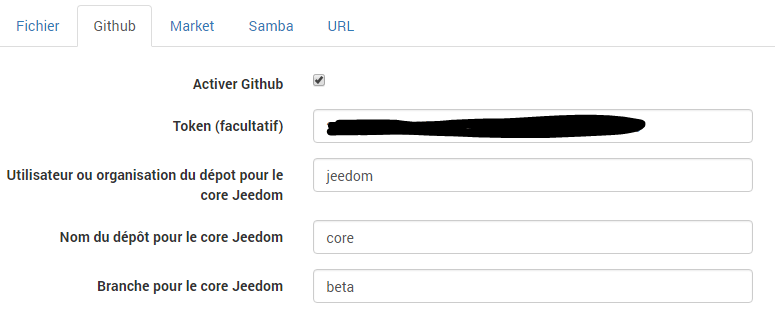 Fichier Github Market Samba URL
Activer Github
Token (facultatif)
Utilisateur ou organisation du dépot pour le
core Jeedom
jeedom
Nom du dépôt pour le core Jeedom
core
Branche pour le core Jeedom
beta